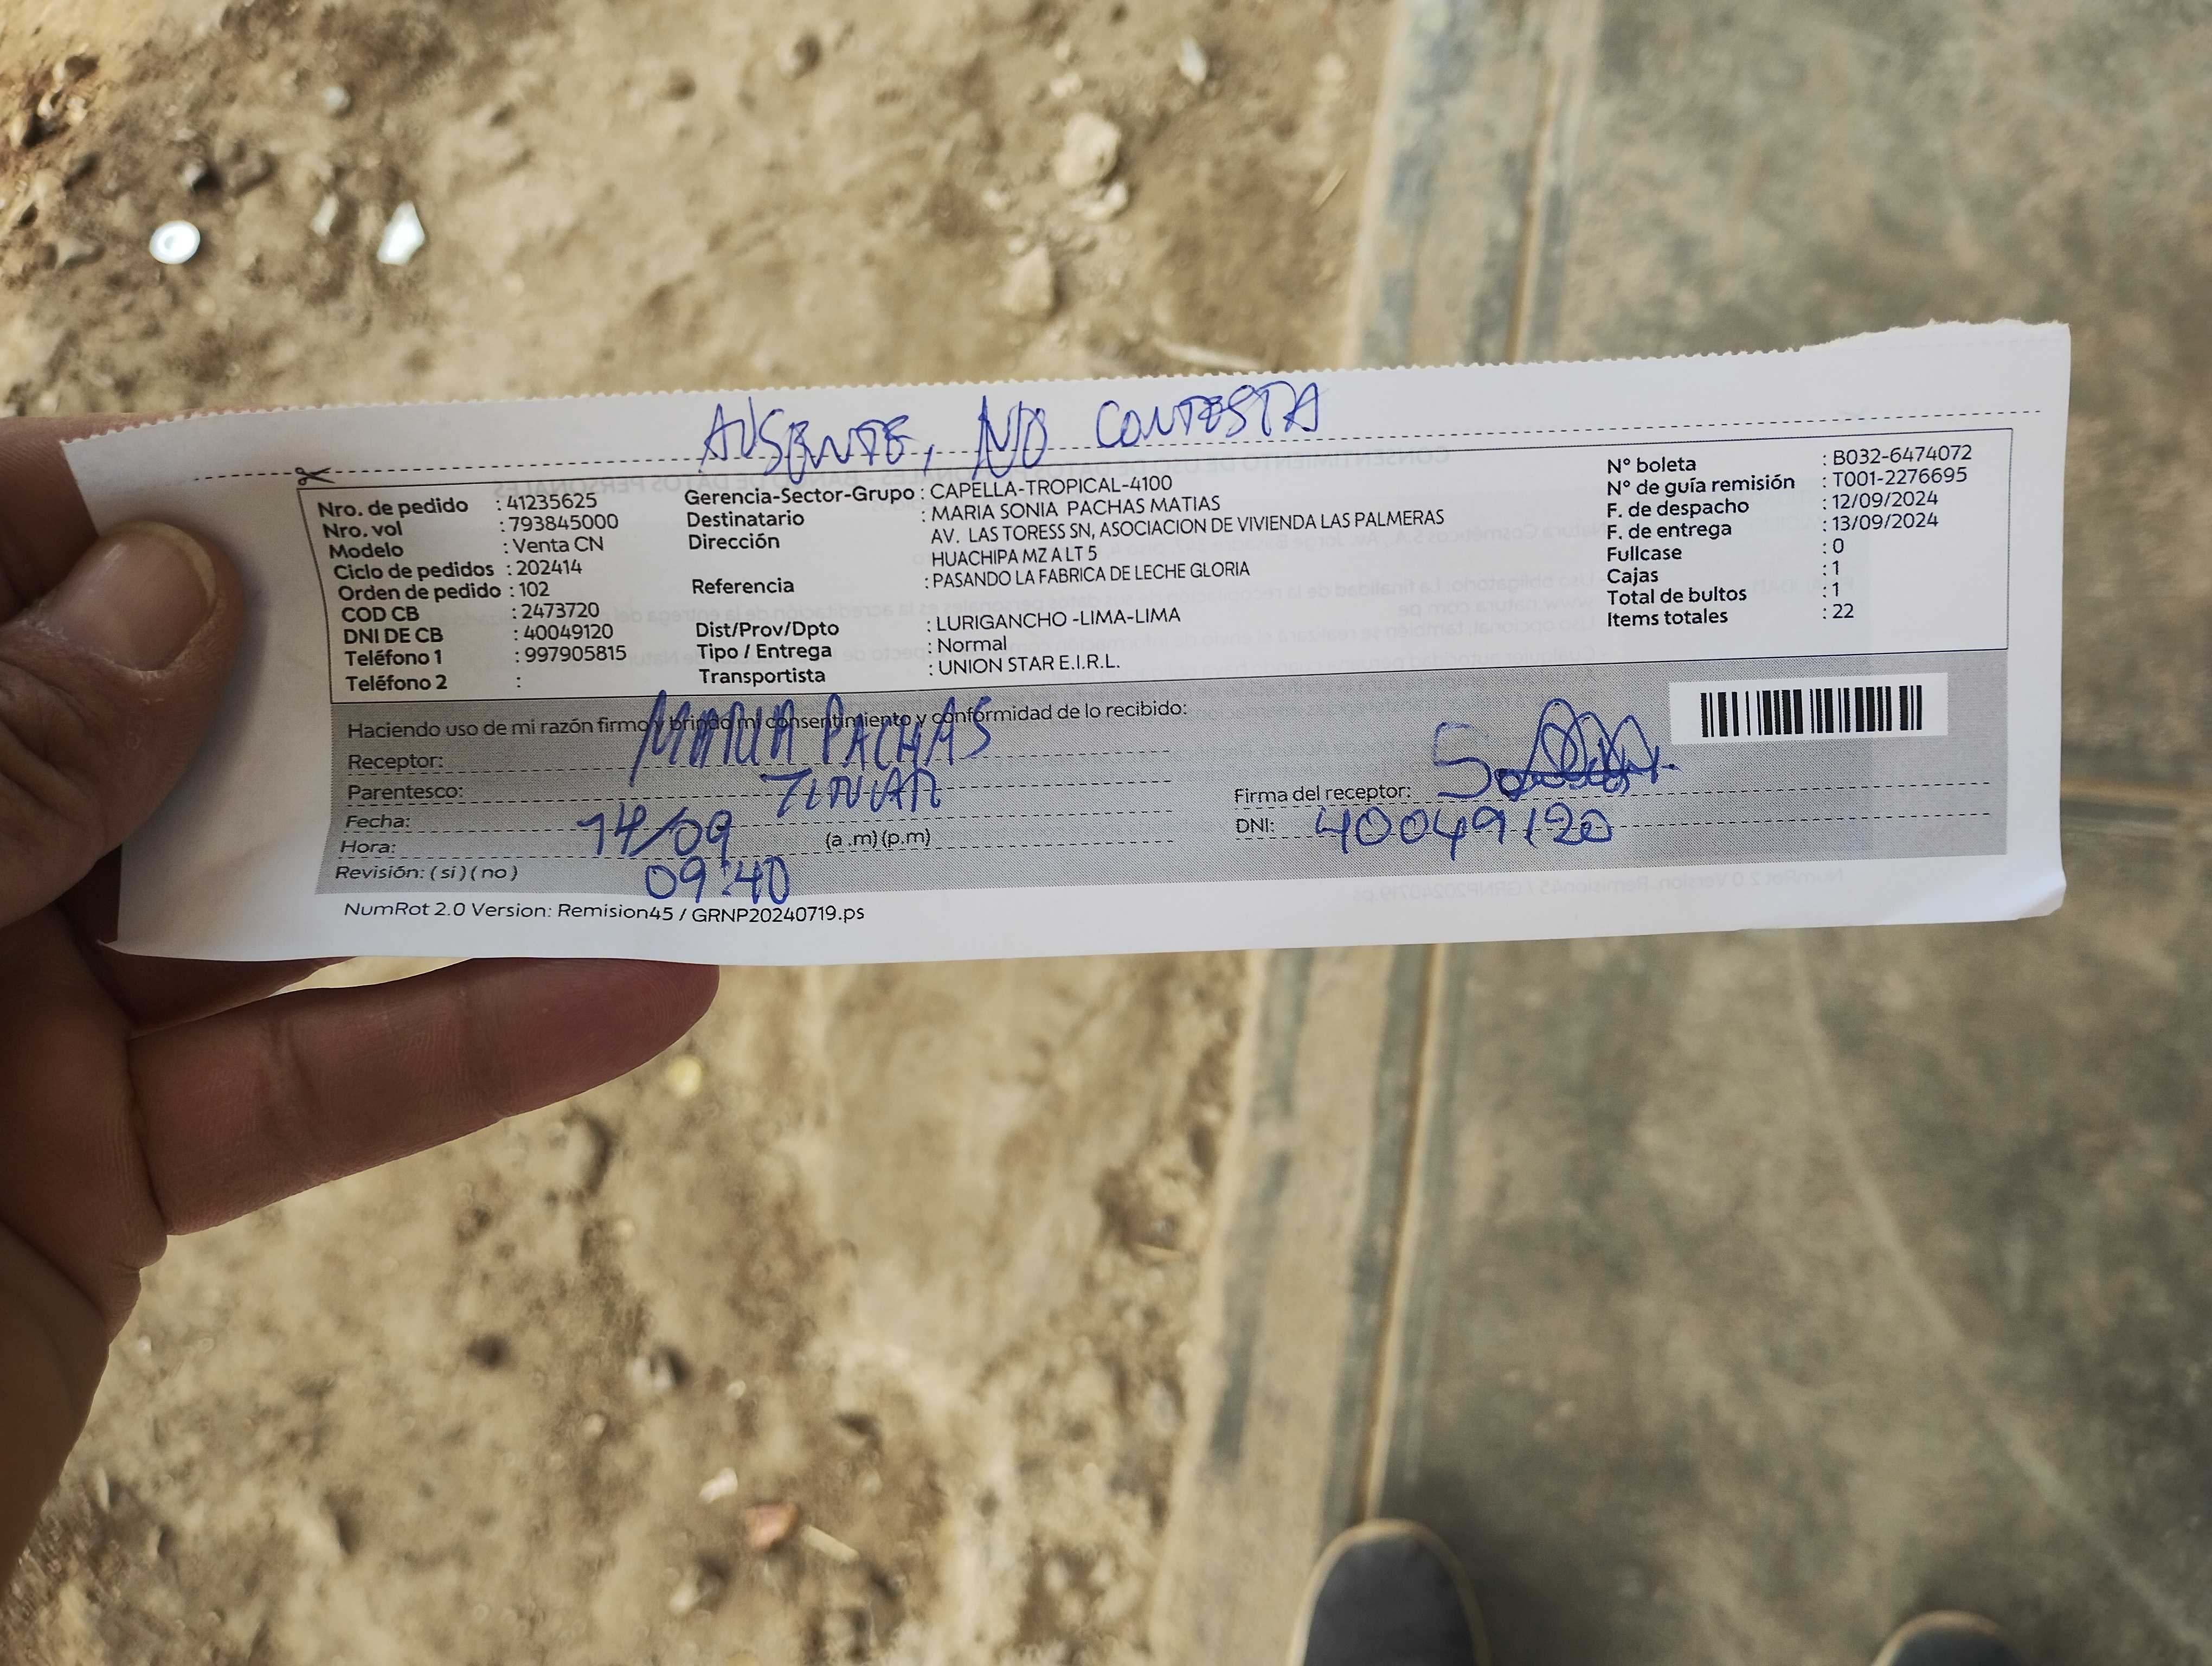 AUSENTE, NO CONTESTA
Nro. de pedido : 41235625
Nro. vol : 793845000
Modelo : Venta CN
Ciclo de pedidos : 202414
Orden de pedido : 102
COD CB : 2473720
DNI DE CB : 40049120
Teléfono 1 : 997905815
Teléfono 2 :
Gerencia-Sector-Grupo : CAPELLA-TROPICAL-4100
Destinatario : MARIA SONIA PACHAS MATIAS
Dirección AV. LAS TORESS SN, ASOCIACION DE VIVIENDA LAS PALMERAS
HUACHIPA MZ A LT 5
Referencia : PASANDO LA FABRICA DE LECHE GLORIA
Dist/Prov/Dpto : LURIGANCHO -LIMA-LIMA
Tipo / Entrega : Normal
Transportista : UNION STAR E.I.R.L.
N° boleta : B032-6474072
N° de guía remisión : T001-2276695
F. de despacho : 12/09/2024
F. de entrega : 13/09/2024
Fullcase : 0
Cajas : 1
Total de bultos : 1
Items totales : 22
Haciendo uso de mi razón firmo y brindo mi consentimiento y conformidad de lo recibido:
Receptor: MARIA PACHAS
Parentesco:
Fecha: 14/09
Hora: (a .m) (p.m)
09:40
Revisión: ( si ) ( no )
Firma del receptor:
DNI: 40049120
NumRot 2.0 Version: Remision45 / GRNP20240719.ps